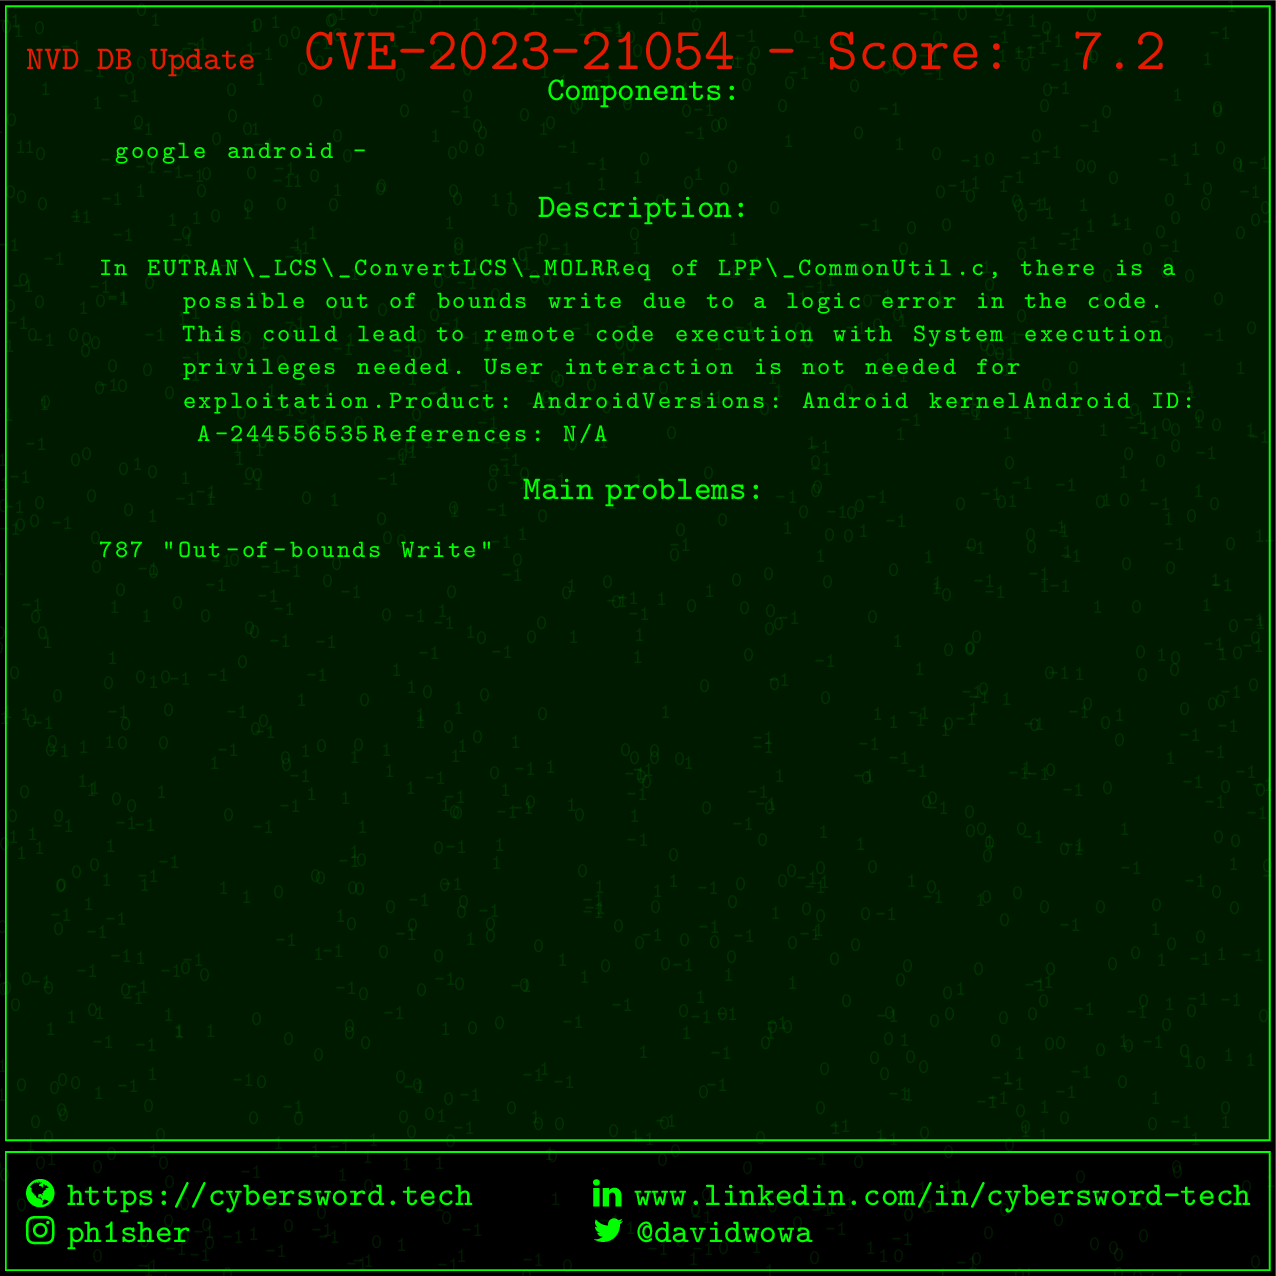 NVD DB Update CVE-2023-21054 - Score: 7.2
Components:
google android -
Description:
In EUTRAN\_LCS\_ConvertLCS\_MOLRReq of LPP\_CommonUtil.c, there is a
possible out of bounds write due to a logic error in the code.
This could lead to remote code execution with System execution
privileges needed. User interaction is not needed for
exploitation.Product: AndroidVersions: Android kernelAndroid ID:
A-244556535References: N/A
Main problems:
787 "Out-of-bounds Write"
https://cybersword.tech www.linkedin.com/in/cybersword-tech
ph1sher @davidwowa